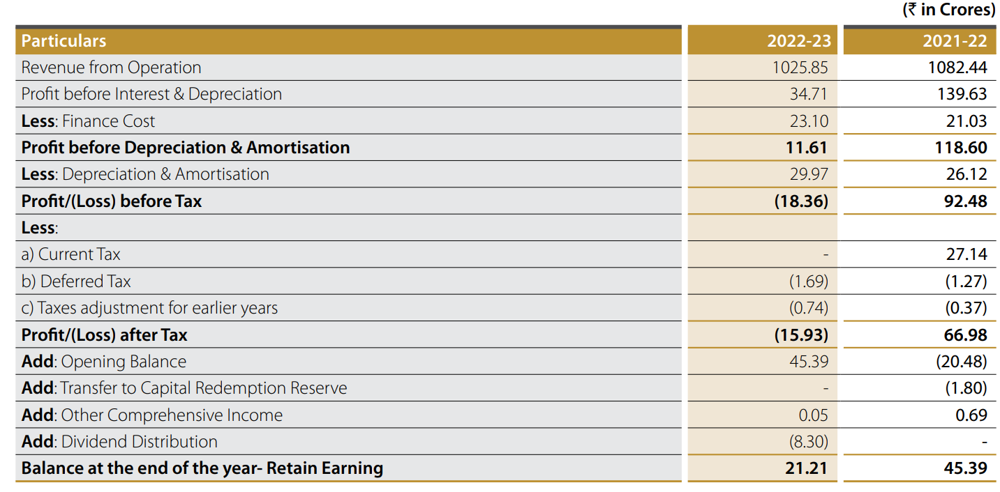 (₹ in Crores)
Particulars 2022-23 2021-22
Revenue from Operation 1025.85 1082.44
Profit before Interest & Depreciation 34.71 139.63
Less: Finance Cost 23.10 21.03
Profit before Depreciation & Amortisation 11.61 118.60
Less: Depreciation & Amortisation 29.97 26.12
Profit/(Loss) before Tax (18.36) 92.48
Less:
a) Current Tax - 27.14
b) Deferred Tax (1.69) (1.27)
c) Taxes adjustment for earlier years (0.74) (0.37)
Profit/(Loss) after Tax (15.93) 66.98
Add: Opening Balance 45.39 (20.48)
Add: Transfer to Capital Redemption Reserve - (1.80)
Add: Other Comprehensive Income 0.05 0.69
Add: Dividend Distribution (8.30) -
Balance at the end of the year- Retain Earning 21.21 45.39